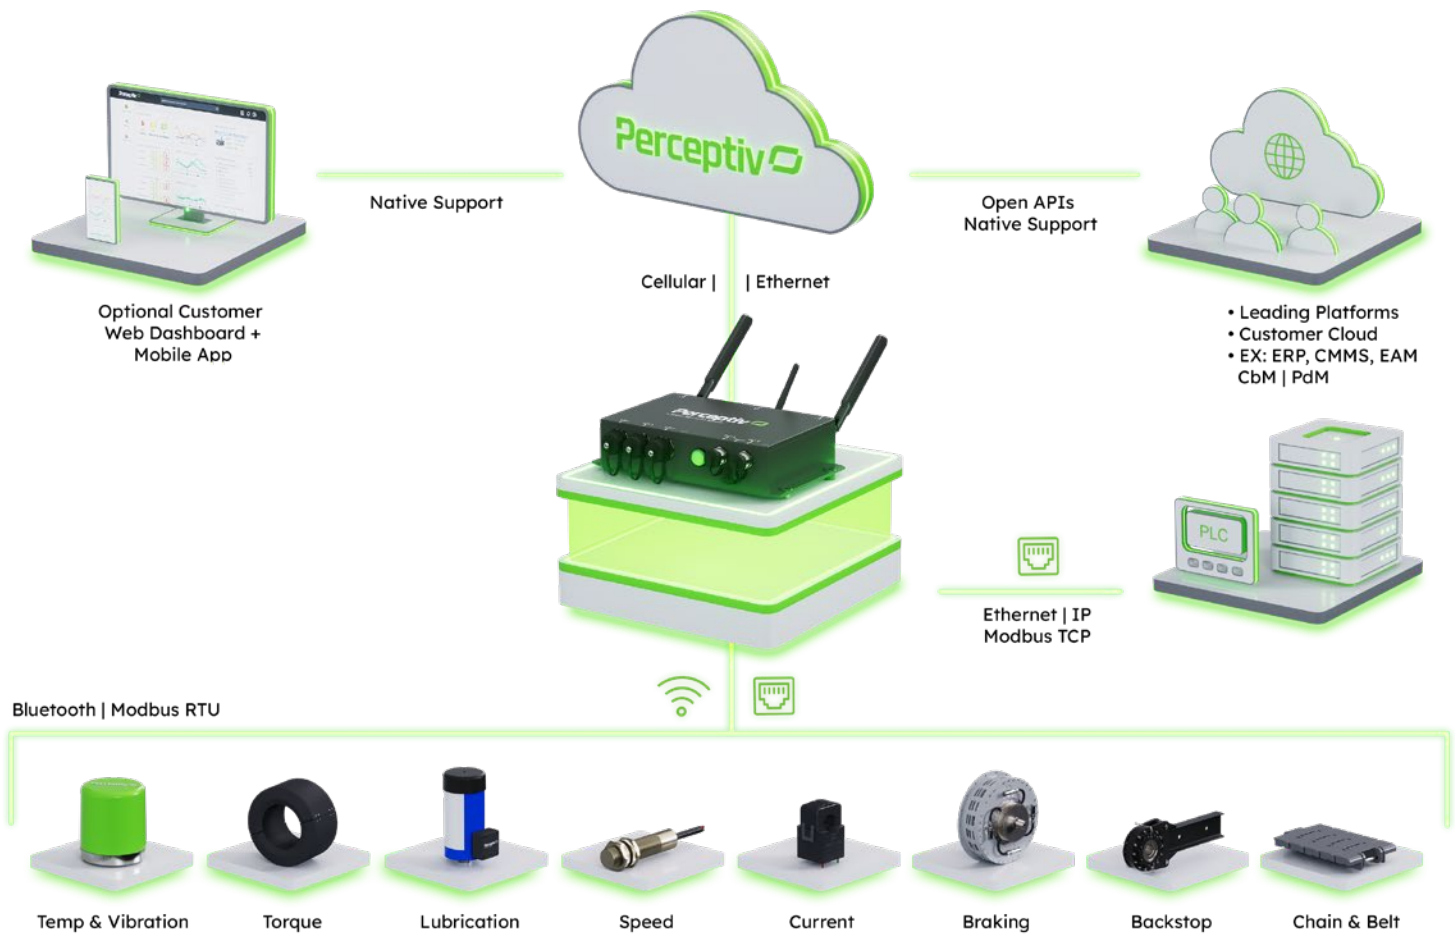 Perceptiv
Native Support
Open APIs
Native Support
Cellular | | Ethernet
Optional Customer
Web Dashboard +
Mobile App
• Leading Platforms
• Customer Cloud
• EX: ERP, CMMS, EAM
CbM | PdM
Perceptiv
PLC
Ethernet | IP
Modbus TCP
Bluetooth | Modbus RTU
Temp & Vibration
Torque
Lubrication
Speed
Current
Braking
Backstop
Chain & Belt